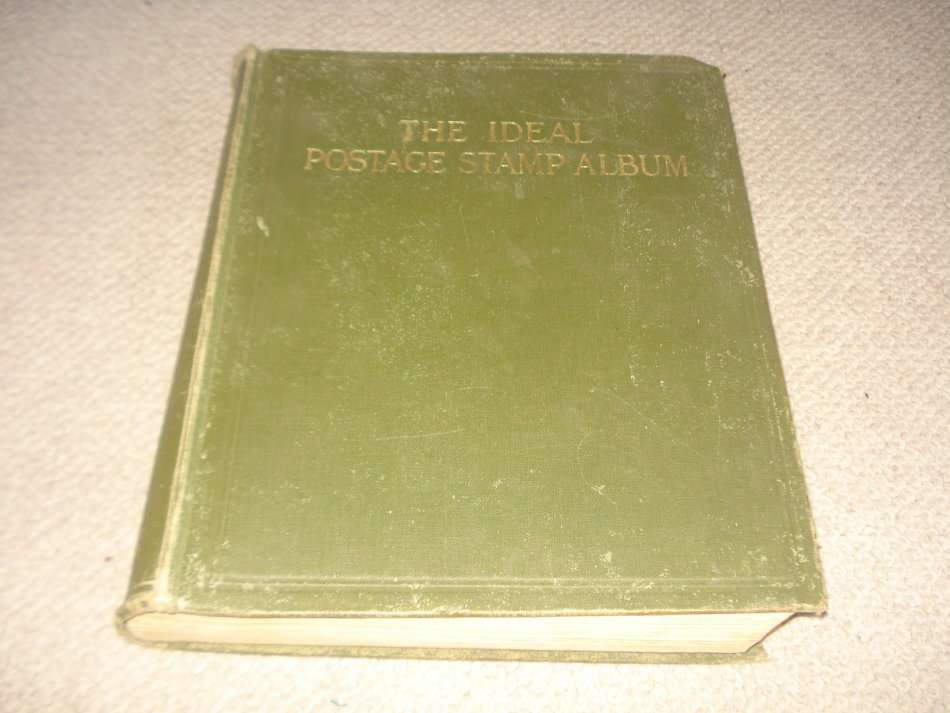 THE IDEAL
POSTAGE STAMP ALBUM